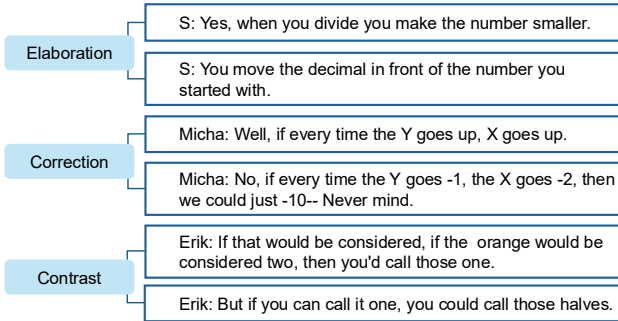 Elaboration
S: Yes, when you divide you make the number smaller.
S: You move the decimal in front of the number you
started with.
Correction
Micha: Well, if every time the Y goes up, X goes up.
Micha: No, if every time the Y goes -1, the X goes -2, then
we could just -10-- Never mind.
Contrast
Erik: If that would be considered, if the orange would be
considered two, then you'd call those one.
Erik: But if you can call it one, you could call those halves.